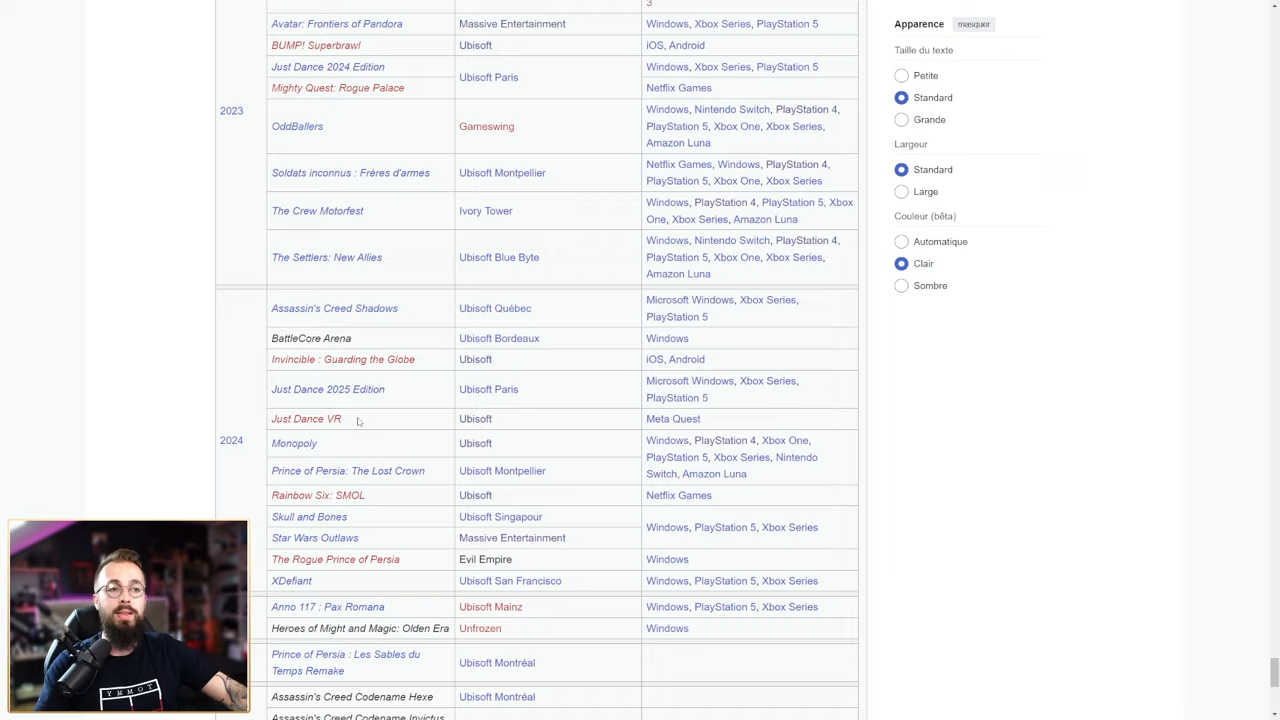 3
Apparence masquer
Avatar: Frontiers of Pandora Massive Entertainment Windows, Xbox Series, PlayStation 5
BUMP! Superbrawl Ubisoft iOS, Android
Taille du texte
Just Dance 2024 Edition Ubisoft Paris Windows, Xbox Series, PlayStation 5
Petite
Mighty Quest: Rogue Palace Netflix Games
Standard
2023
OddBallers Gameswing Windows, Nintendo Switch, PlayStation 4,
PlayStation 5, Xbox One, Xbox Series,
Amazon Luna
Grande
Largeur
Soldats inconnus : Frères d'armes Ubisoft Montpellier Netflix Games, Windows, PlayStation 4,
PlayStation 5, Xbox One, Xbox Series
Standard
Large
The Crew Motorfest Ivory Tower Windows, PlayStation 4, PlayStation 5, Xbox
One, Xbox Series, Amazon Luna
Couleur (bêta)
The Settlers: New Allies Ubisoft Blue Byte Windows, Nintendo Switch, PlayStation 4,
PlayStation 5, Xbox One, Xbox Series,
Amazon Luna
Automatique
Clair
Sombre
Assassin's Creed Shadows Ubisoft Québec Microsoft Windows, Xbox Series,
PlayStation 5
BattleCore Arena Ubisoft Bordeaux Windows
Invincible : Guarding the Globe Ubisoft iOS, Android
Just Dance 2025 Edition Ubisoft Paris Microsoft Windows, Xbox Series,
PlayStation 5
Just Dance VR Ubisoft Meta Quest
2024
Monopoly Ubisoft Windows, PlayStation 4, Xbox One,
PlayStation 5, Xbox Series, Nintendo
Switch, Amazon Luna
Prince of Persia: The Lost Crown Ubisoft Montpellier
Rainbow Six: SMOL Ubisoft Netflix Games
Skull and Bones Ubisoft Singapour Windows, PlayStation 5, Xbox Series
Star Wars Outlaws Massive Entertainment
The Rogue Prince of Persia Evil Empire Windows
XDefiant Ubisoft San Francisco Windows, PlayStation 5, Xbox Series
Anno 117 : Pax Romana Ubisoft Mainz Windows, PlayStation 5, Xbox Series
Heroes of Might and Magic: Olden Era Unfrozen Windows
Prince of Persia : Les Sables du
Temps Remake Ubisoft Montréal
Assassin's Creed Codename Hexe Ubisoft Montréal
Assassin's Creed Codename Invictus
YMMOT